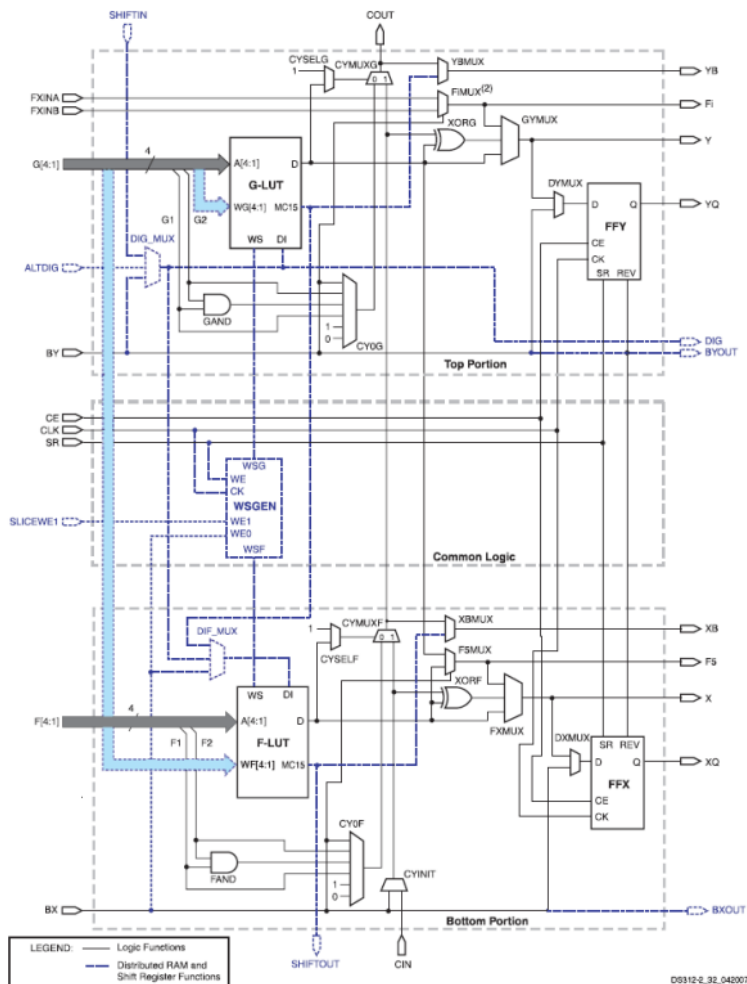 SHIFTIN
COUT
CYSELG
CYMUXG
YBMUX
1
0 1
YB
FXINA
FXINB
FiMUX(2)
Fi
XORG
GYMUX
Y
G[4:1]
4
A[4:1]
D
G-LUT
WG[4:1]
MC15
G1
G2
WS
DI
DYMUX
D
Q
YQ
FFY
CE
CK
SR
REV
DIG_MUX
ALTDIG
GAND
1
0
CY0G
BY
DIG
BYOUT
Top Portion
CE
CLK
SR
WSG
WE
CK
WSGEN
SLICEWE1
WE1
WE0
WSF
Common Logic
DIF_MUX
CYMUXF
1
0 1
CYSELF
XBMUX
XB
F5MUX
F5
XORF
X
FXMUX
WS
DI
F[4:1]
4
A[4:1]
D
F-LUT
WF[4:1]
MC15
F1
F2
DXMUX
SR
REV
D
Q
XQ
FFX
CE
CK
CY0F
FAND
1
0
CYINIT
BX
BXOUT
Bottom Portion
LEGEND:
Logic Functions
Distributed RAM and
Shift Register Functions
SHIFTOUT
CIN
DS312-2_32_042007